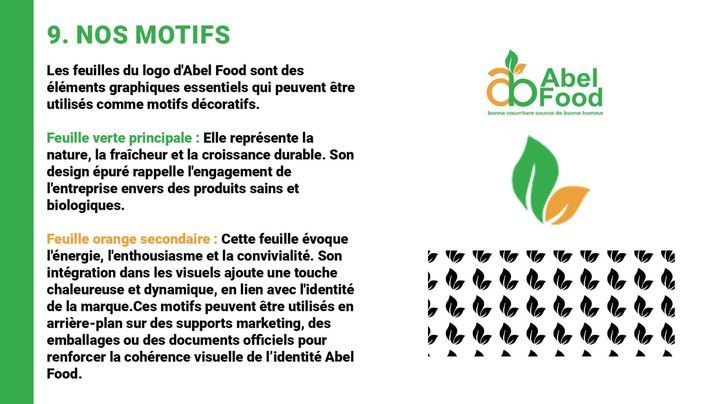 9. NOS MOTIFS
Les feuilles du logo d'Abel Food sont des
éléments graphiques essentiels qui peuvent être
utilisés comme motifs décoratifs.
Feuille verte principale : Elle représente la
nature, la fraîcheur et la croissance durable. Son
design épuré rappelle l'engagement de
l'entreprise envers des produits sains et
biologiques.
Feuille orange secondaire : Cette feuille évoque
l'énergie, l'enthousiasme et la convivialité. Son
intégration dans les visuels ajoute une touche
chaleureuse et dynamique, en lien avec l'identité
de la marque.Ces motifs peuvent être utilisés en
arrière-plan sur des supports marketing, des
emballages ou des documents officiels pour
renforcer la cohérence visuelle de l’identité Abel
Food.
ab Abel
Food
bonne nourriture source de bonne humeur